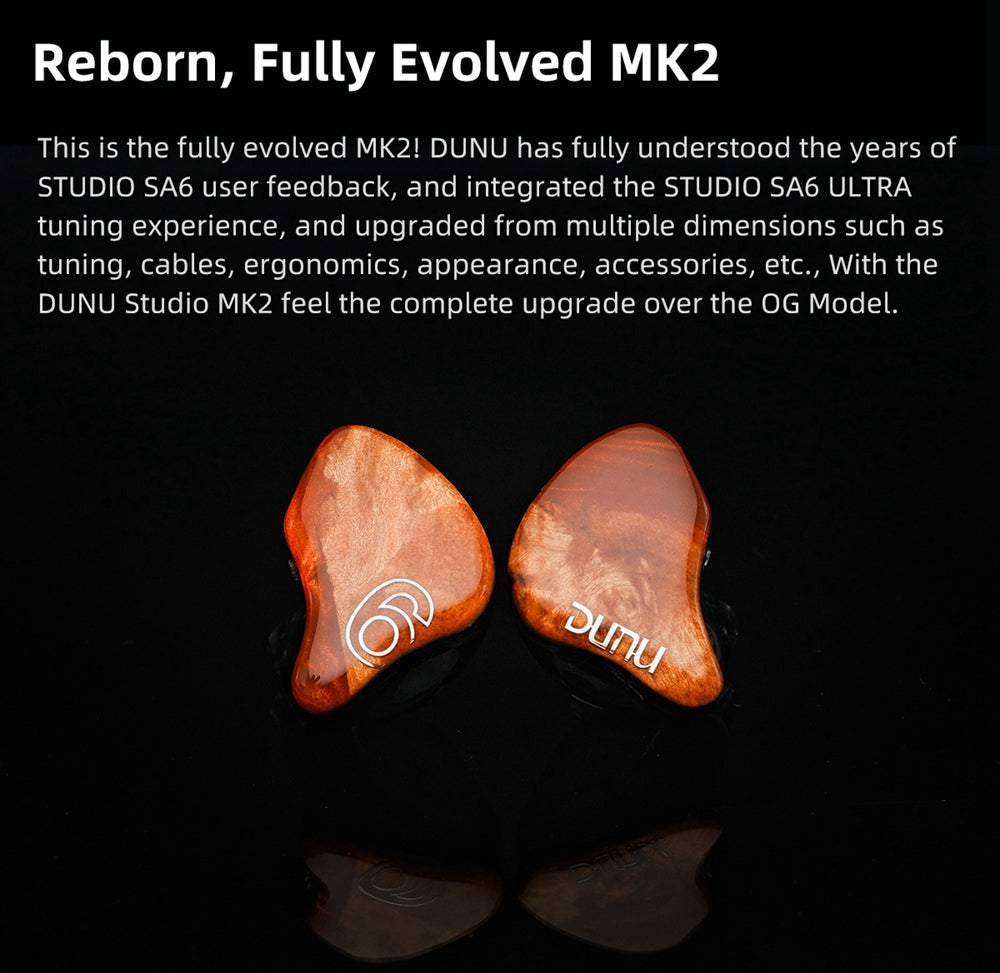 Reborn, Fully Evolved MK2
This is the fully evolved MK2! DUNU has fully understood the years of
STUDIO SA6 user feedback, and integrated the STUDIO SA6 ULTRA
tuning experience, and upgraded from multiple dimensions such as
tuning, cables, ergonomics, appearance, accessories, etc., With the
DUNU Studio MK2 feel the complete upgrade over the OG Model.
DUNU